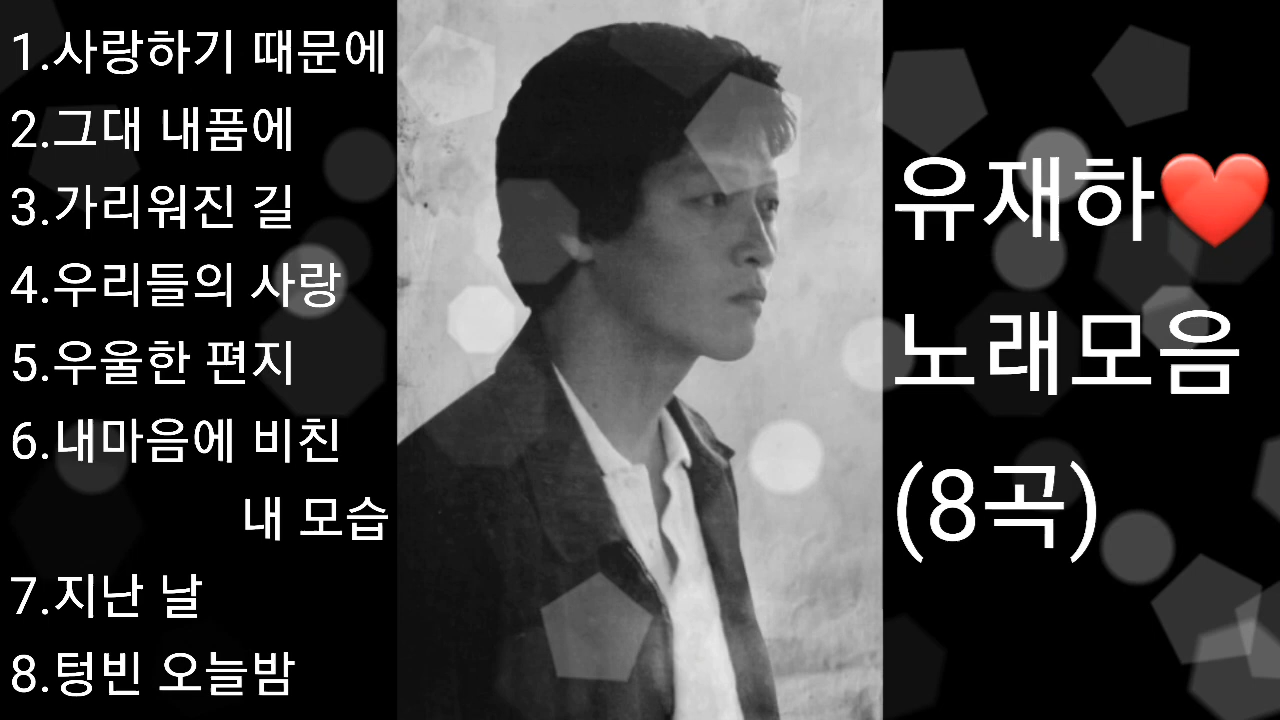 1.사랑하기 때문에
2.그대 내품에
3.가리워진 길
4.우리들의 사랑
5.우울한 편지
6.내마음에 비친
내 모습
7.지난 날
8.텅빈 오늘밤
유재하❤️
노래모음
(8곡)